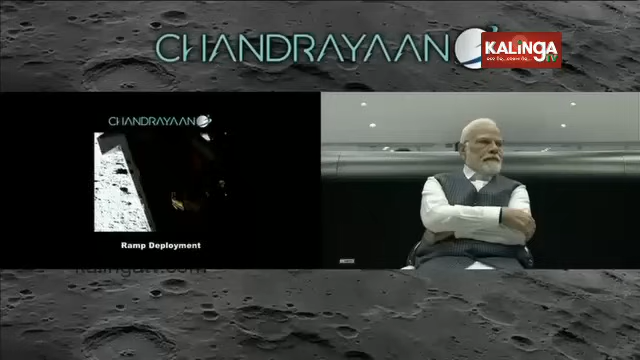 CHANDRAYAAN
KALINGA
TV
CHANDRAYAAN
Ramp Deployment
kalingatv.com